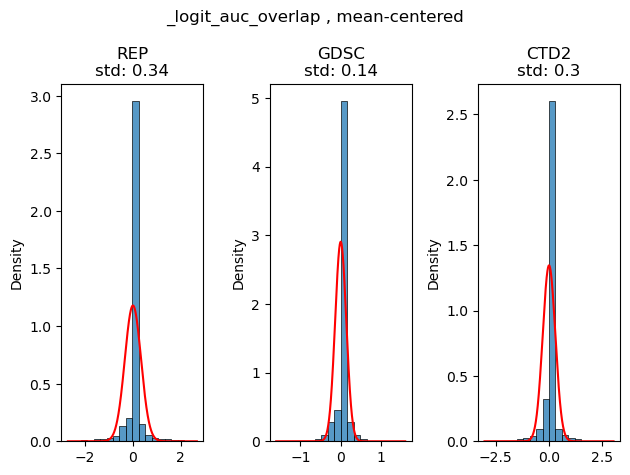 _logit_auc_overlap , mean-centered
REP
std: 0.34
GDSC
std: 0.14
CTD2
std: 0.3
Density
3.0
2.5
2.0
1.5
1.0
0.5
0.0
−2
0
2
Density
5
4
3
2
1
0
−1
0
1
Density
2.5
2.0
1.5
1.0
0.5
0.0
−2.5
0.0
2.5